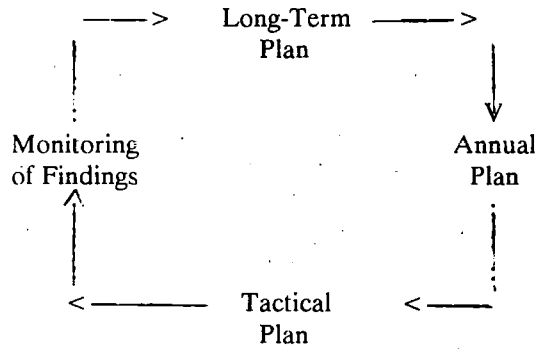 Long-Term
Plan
Monitoring
of Findings
Annual
Plan
Tactical
Plan